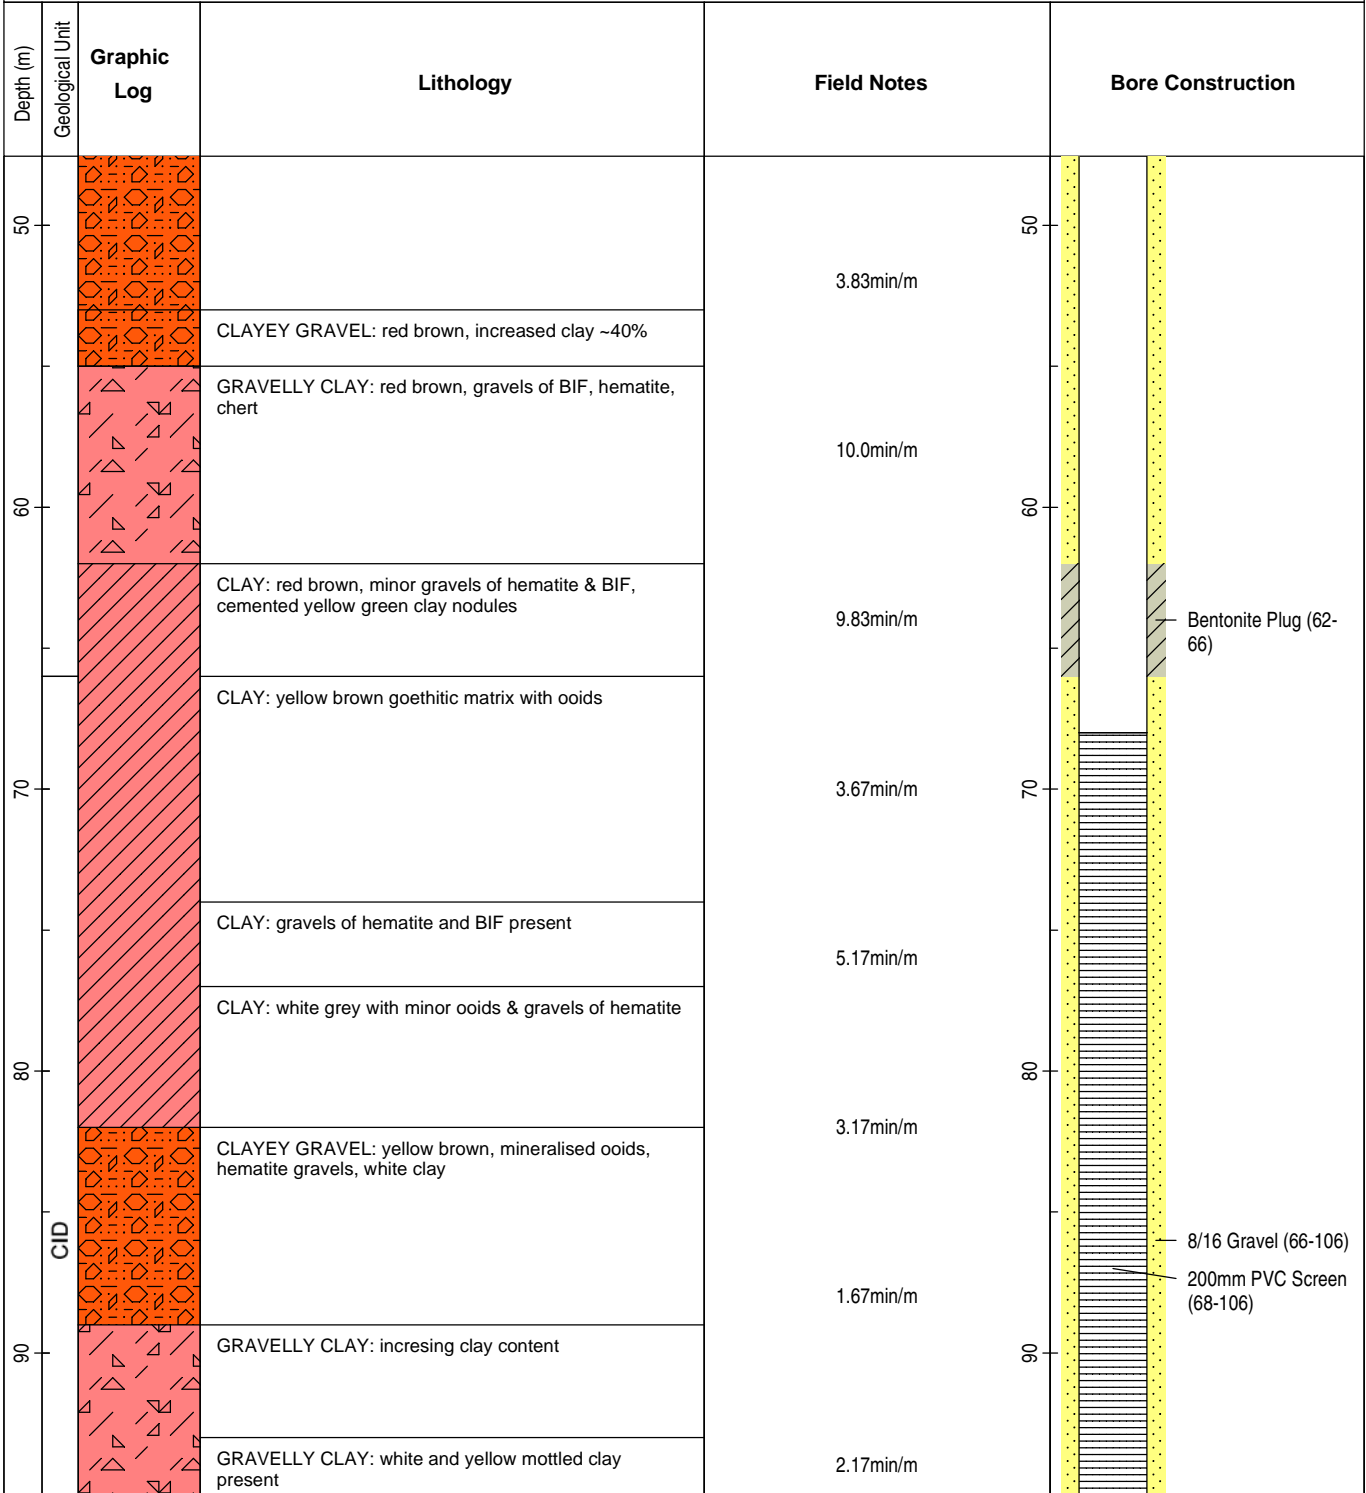 Depth (m)
Geological Unit
Graphic
Log
Lithology
Field Notes
Bore Construction
50
50
3.83min/m
CLAYEY GRAVEL: red brown, increased clay ~40%
GRAVELLY CLAY: red brown, gravels of BIF, hematite,
chert
10.0min/m
60
60
CLAY: red brown, minor gravels of hematite & BIF,
cemented yellow green clay nodules
9.83min/m
Bentonite Plug (62-
66)
CLAY: yellow brown goethitic matrix with ooids
70
3.67min/m
70
CLAY: gravels of hematite and BIF present
5.17min/m
CLAY: white grey with minor ooids & gravels of hematite
80
80
3.17min/m
CLAYEY GRAVEL: yellow brown, mineralised ooids,
hematite gravels, white clay
CID
8/16 Gravel (66-106)
200mm PVC Screen
(68-106)
1.67min/m
GRAVELLY CLAY: incresing clay content
90
90
GRAVELLY CLAY: white and yellow mottled clay
present
2.17min/m